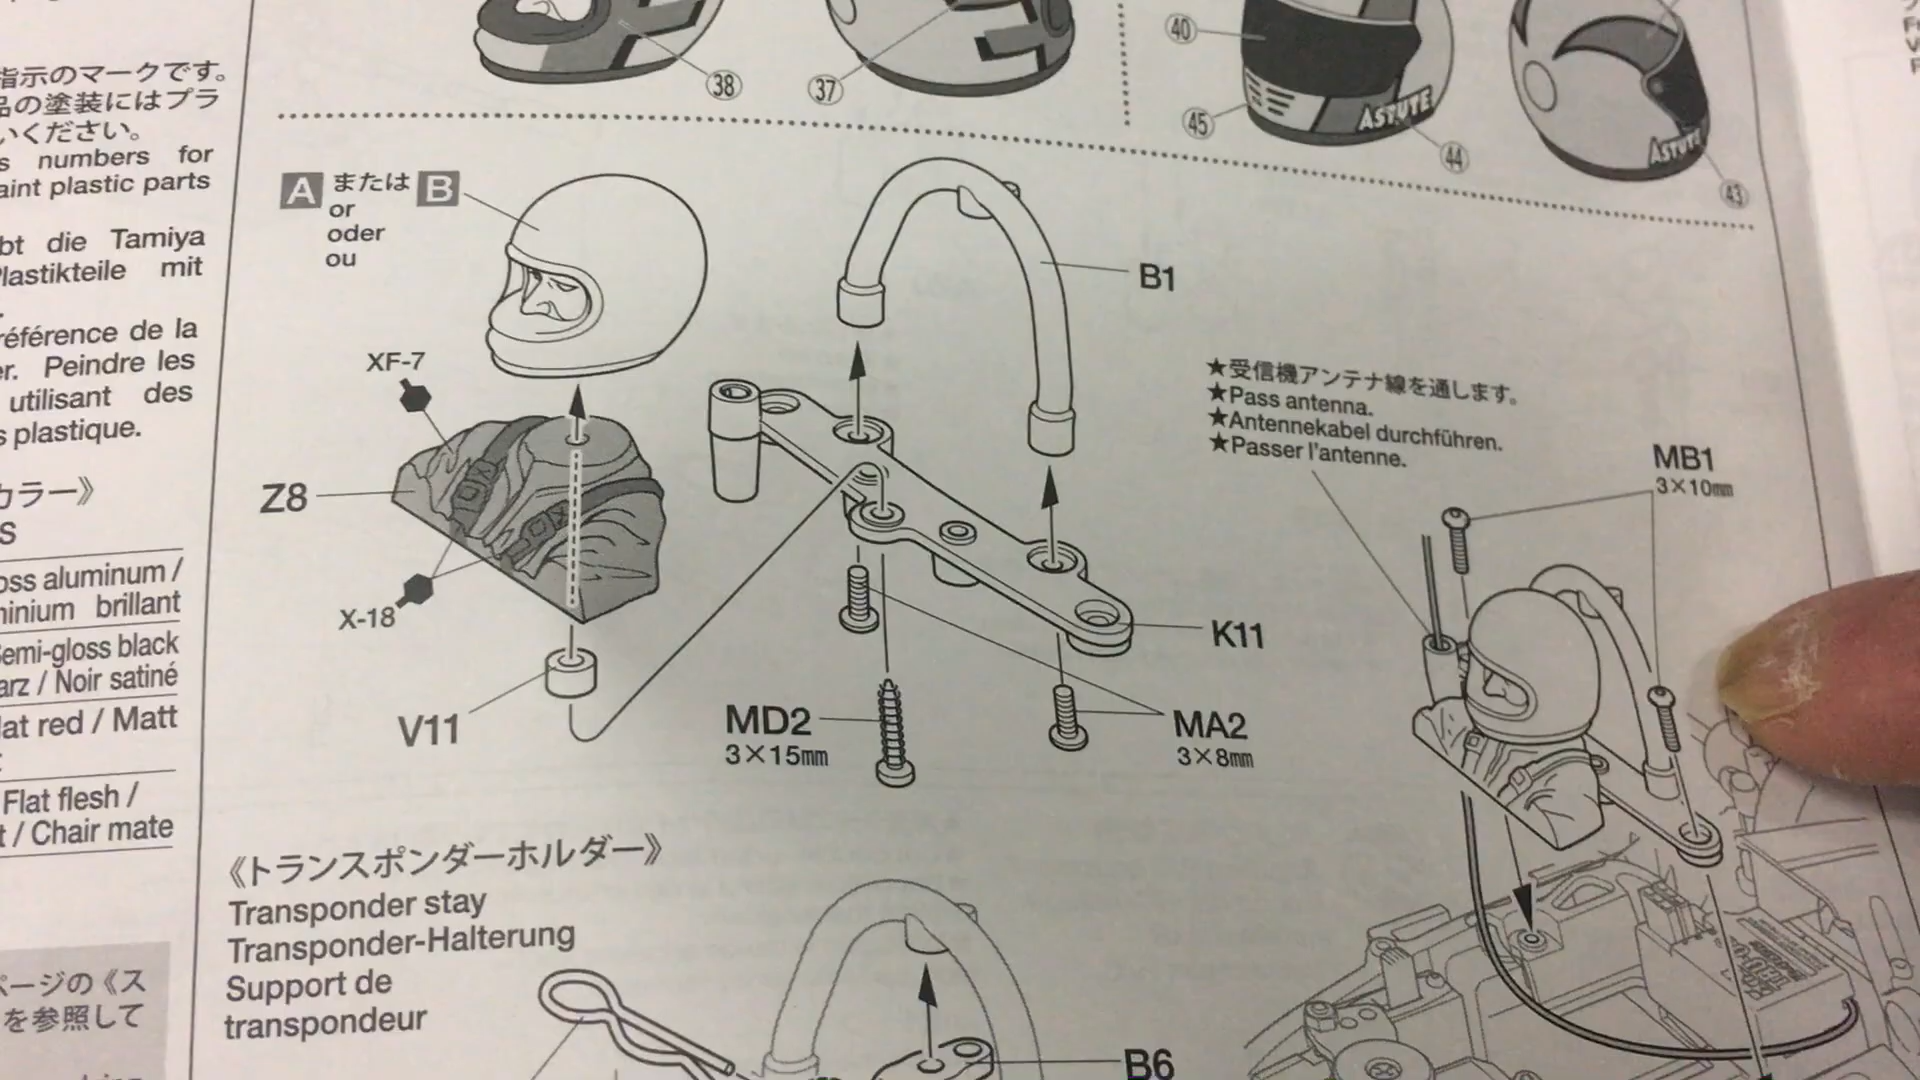 指示のマークです。
品の塗装にはプラ
いください。
numbers for
paint plastic parts
die Tamiya
Plastikteile mit
référence de la
Peindre les
utilisant des
plastique.
カラー》
aluminum /
brillant
Semi-gloss black
/ Noir satiné
Flat red / Matt
Flat flesh /
/ Chair mate
ページの《ス
を参照して
38
37
40
45
ASTUTE
44
ASTUTE
43
A または B
or
oder
ou
XF-7
Z8
X-18
V11
B1
K11
MD2
3×15mm
MA2
3×8mm
★受信機アンテナ線を通します。
★Pass antenna.
★Antennekabel durchführen.
★Passer l'antenne.
MB1
3×10mm
《トランスポンダーホルダー》
Transponder stay
Transponder-Halterung
Support de
transpondeur
B6